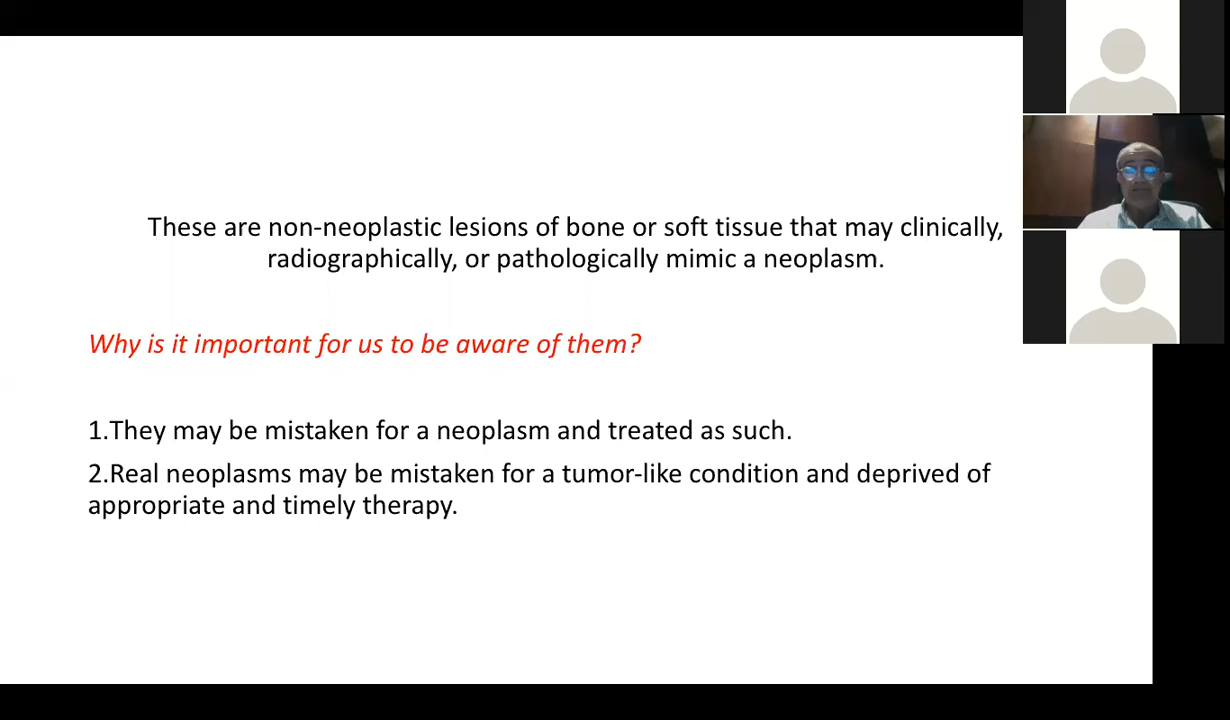 These are non-neoplastic lesions of bone or soft tissue that may clinically,
radiographically, or pathologically mimic a neoplasm.
Why is it important for us to be aware of them?
1.They may be mistaken for a neoplasm and treated as such.
2.Real neoplasms may be mistaken for a tumor-like condition and deprived of
appropriate and timely therapy.